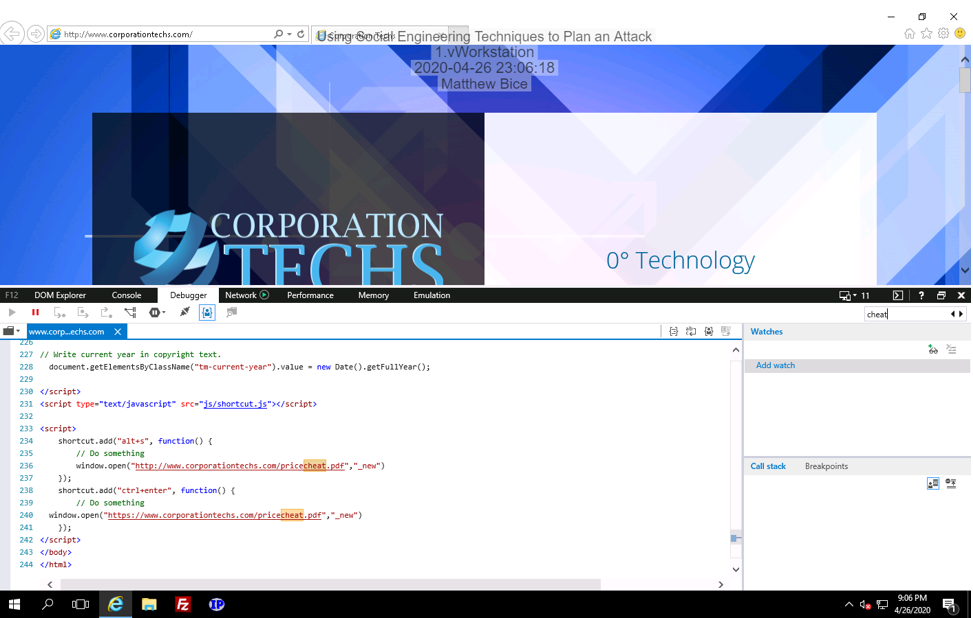 http://www.corporationtechs.com/
Using Social Engineering Techniques to Plan an Attack
1.vWorkstation
2020-04-26 23:06:18
Matthew Bice
CORPORATION
TECHS
0° Technology
F12 DOM Explorer Console Debugger Network Performance Memory Emulation 11 ?
cheat
www.corp...echs.com
Watches
226
227 // Write current year in copyright text.
228 document.getElementsByClassName("tm-current-year").value = new Date().getFullYear();
229
Add watch
230 </script>
231 <script type="text/javascript" src="js/shortcut.js"></script>
232
233 <script>
234 shortcut.add("alt+s", function() {
235 // Do something
236 window.open("http://www.corporationtechs.com/pricecheat.pdf","_new")
237 });
238 shortcut.add("ctrl+enter", function() {
239 // Do something
240 window.open("https://www.corporationtechs.com/pricecheat.pdf","_new")
241 });
242 </script>
243 </body>
244 </html>
Call stack Breakpoints
9:06 PM
4/26/2020
IP
1